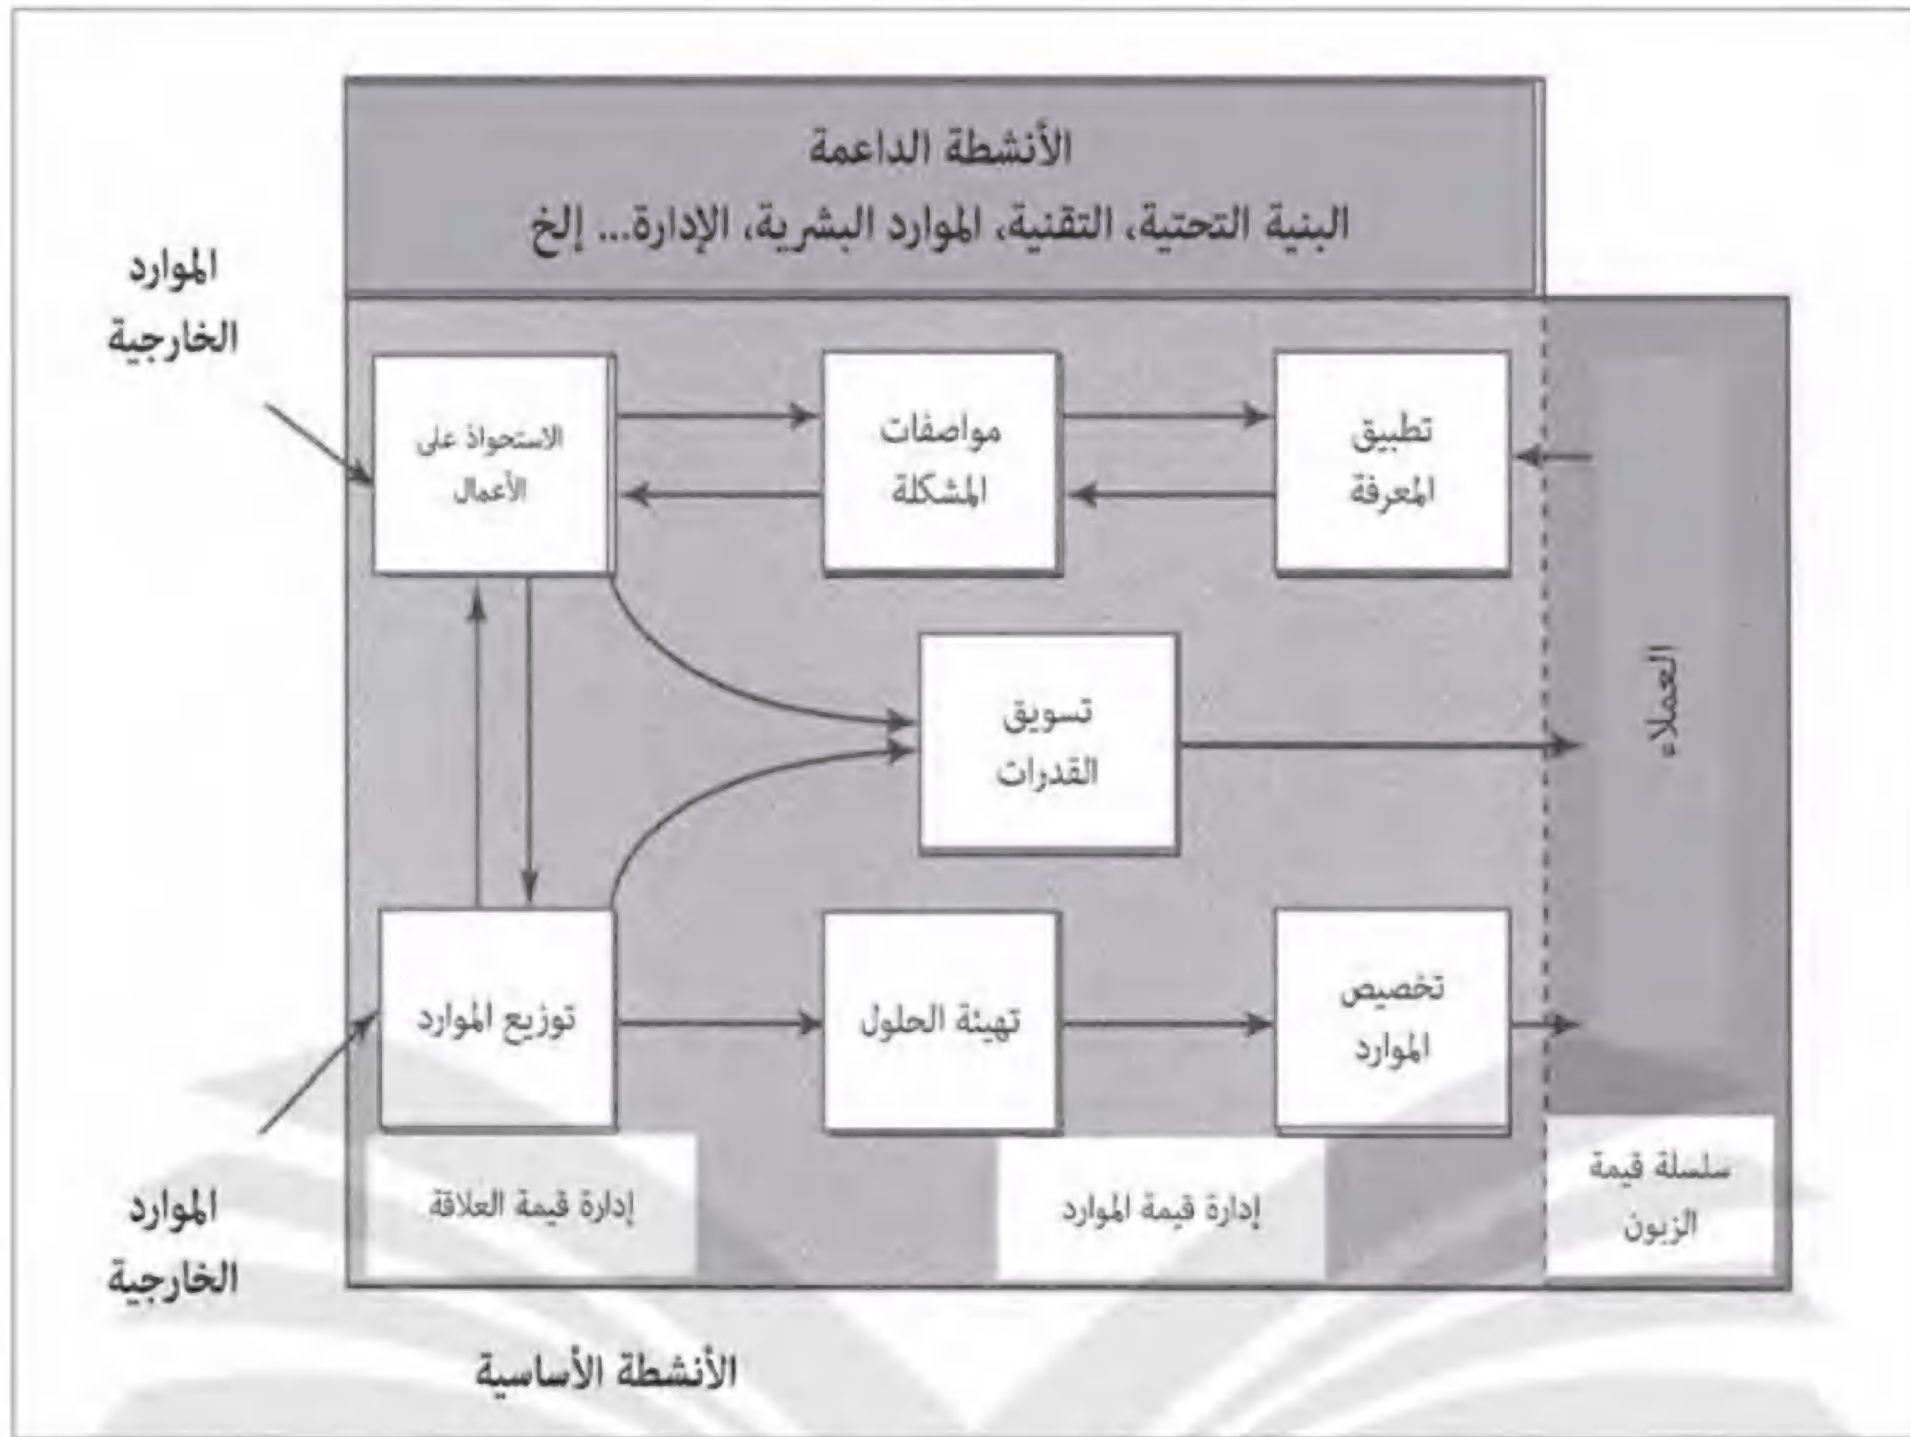 الأنشطة الداعمة
البنية التحتية، التقنية، الموارد البشرية، الإدارة... إلخ
الموارد
الخارجية
الاستحواذ على
الأعمال
مواصفات
المشكلة
تطبيق
المعرفة
تسويق
القدرات
العملاء
توزيع الموارد
تهيئة الحلول
تخصيص
الموارد
الموارد
الخارجية
إدارة قيمة العلاقة
إدارة قيمة الموارد
سلسلة قيمة
الزبون
الأنشطة الأساسية